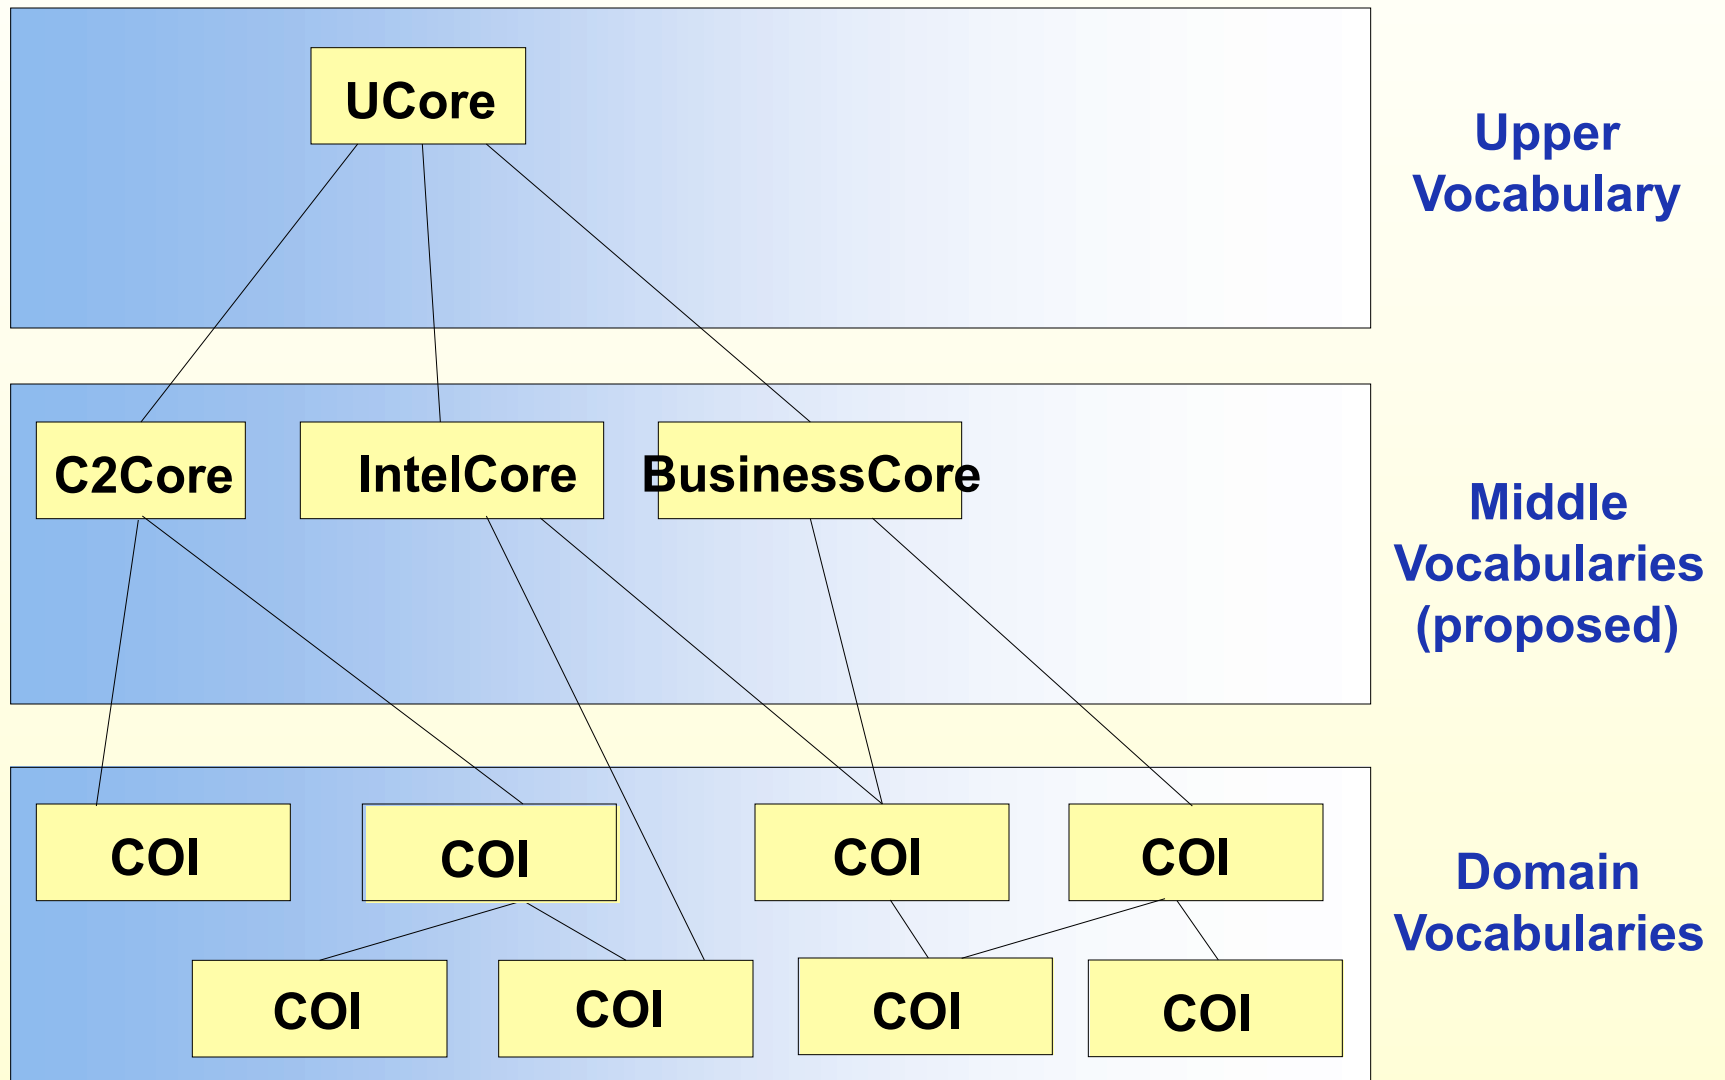 UCore
Upper
Vocabulary
C2Core
IntelCore
BusinessCore
Middle
Vocabularies
(proposed)
COI
COI
COI
COI
Domain
Vocabularies
COI
COI
COI
COI